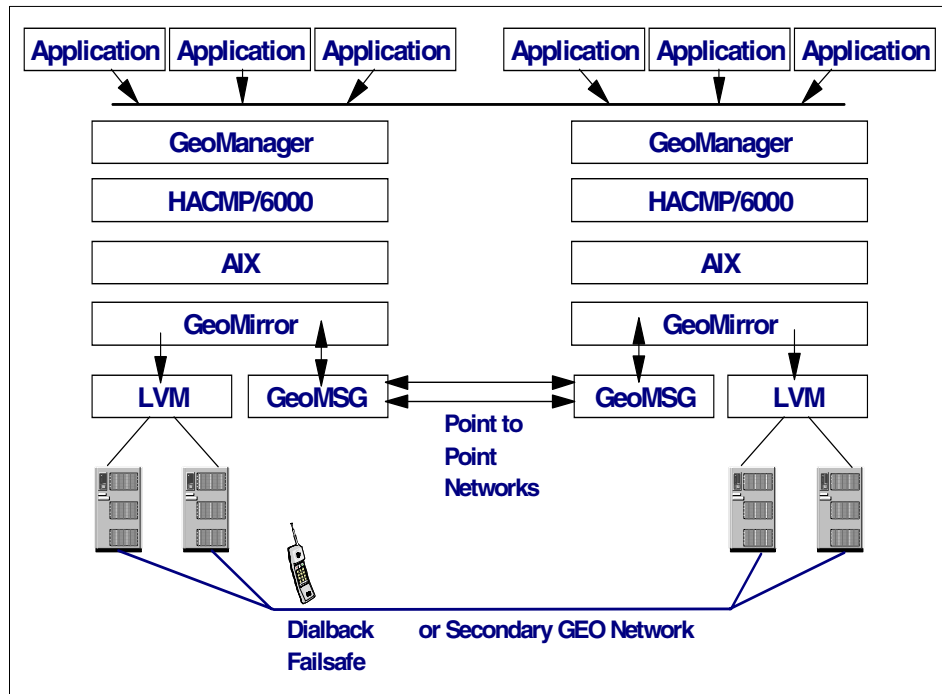 Application Application Application Application Application Application
GeoManager GeoManager
HACMP/6000 HACMP/6000
AIX AIX
GeoMirror GeoMirror
LVM GeoMSG GeoMSG LVM
Point to
Point
Networks
Dialback or Secondary GEO Network
Failsafe